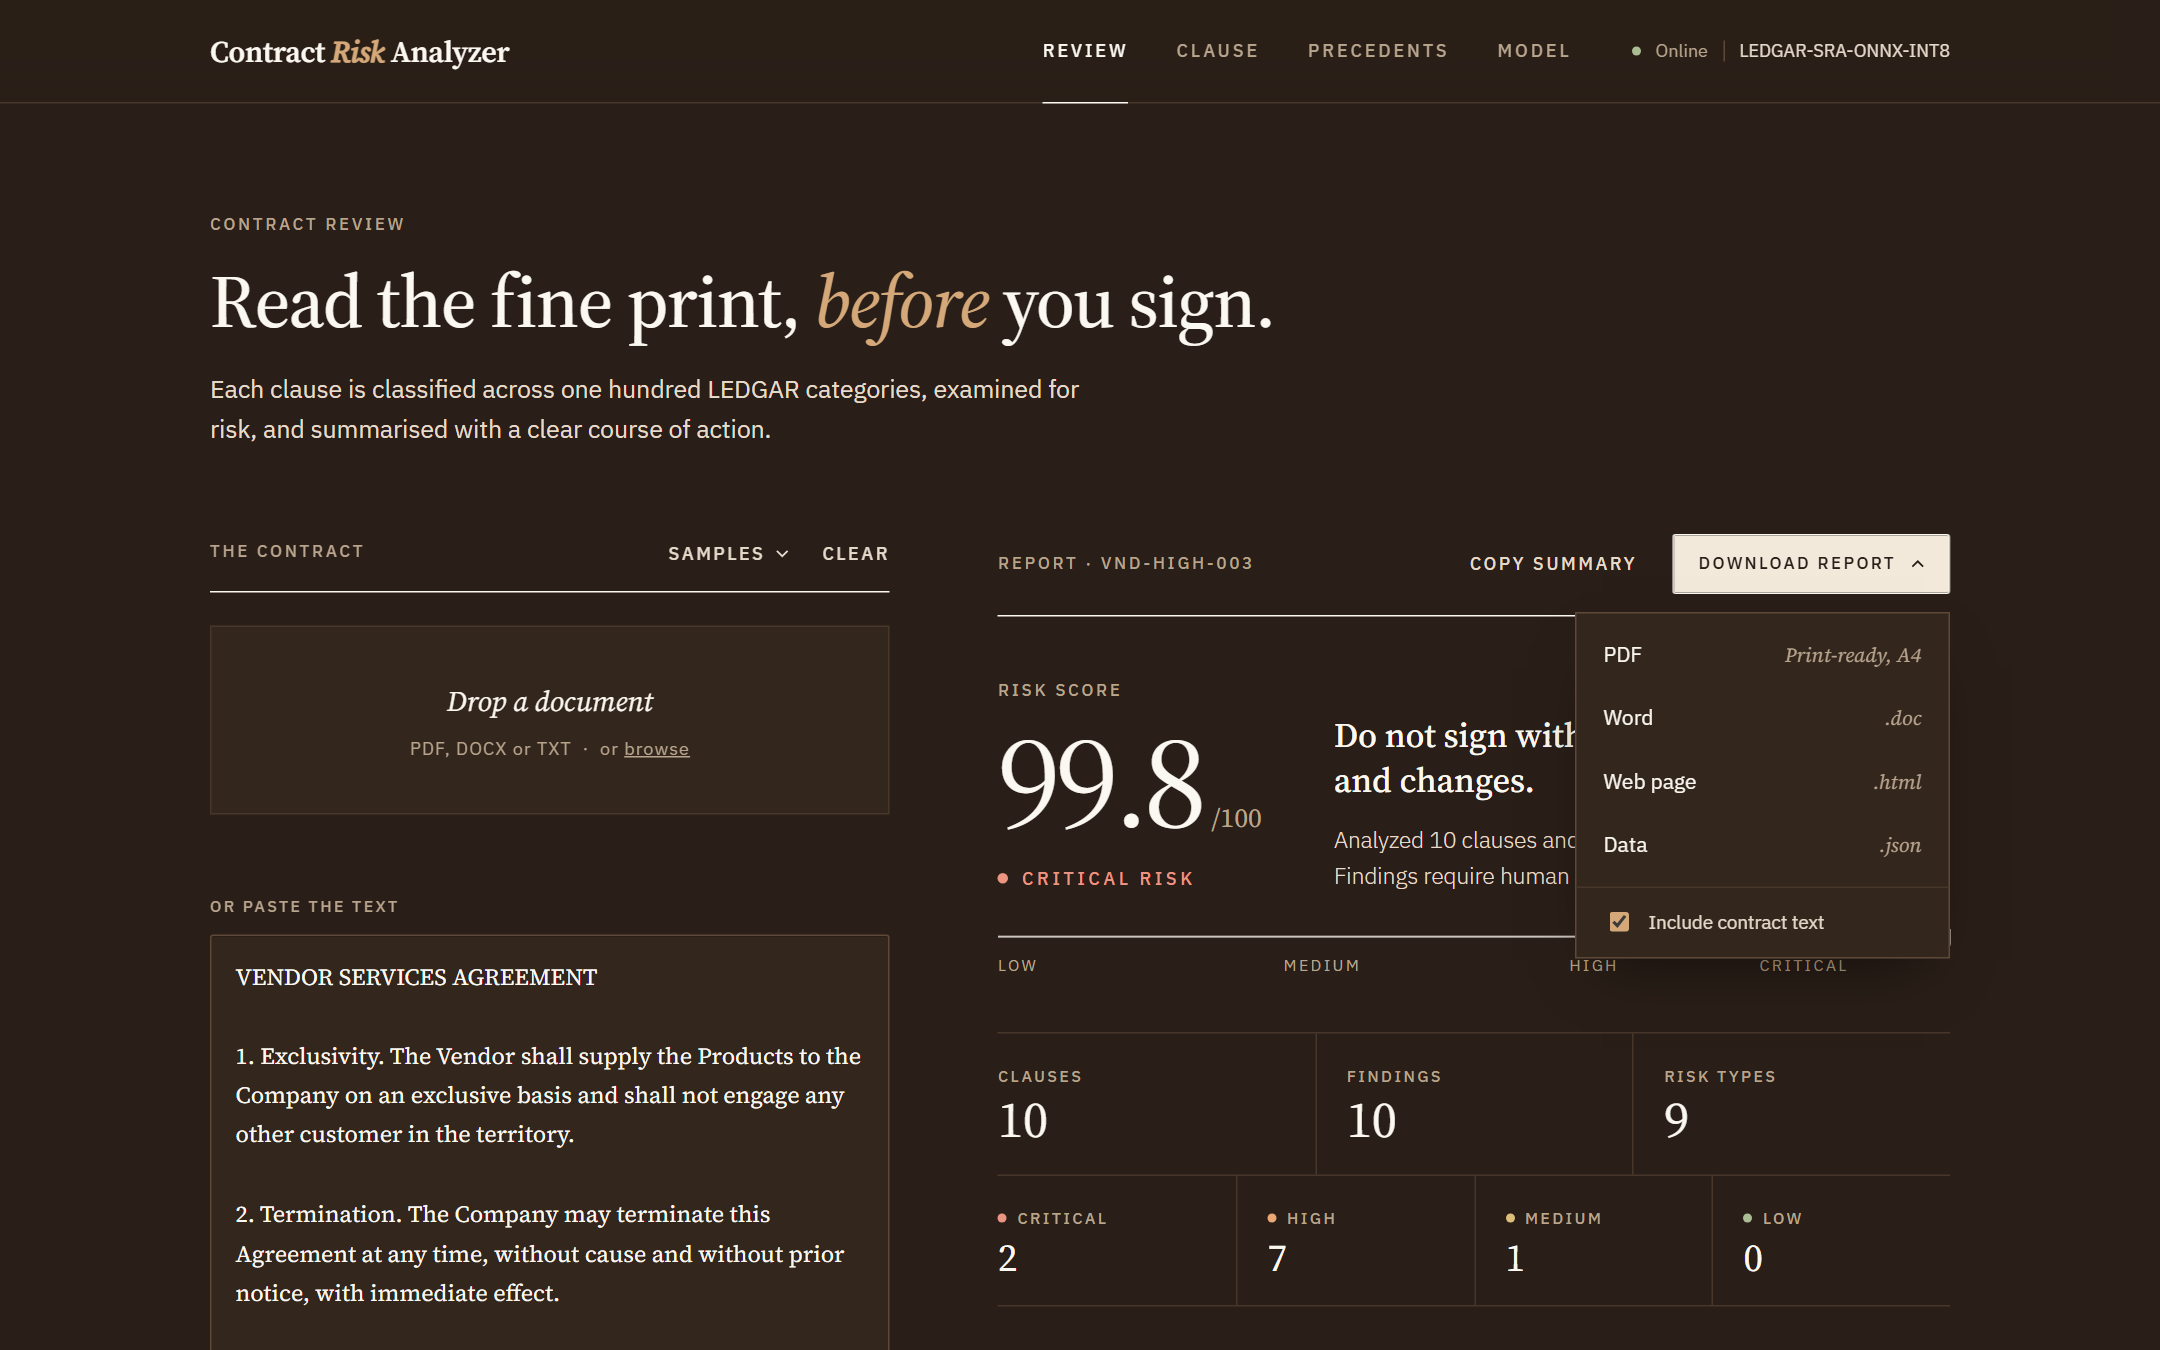 Contract Risk Analyzer
REVIEW
CLAUSE
PRECEDENTS
MODEL
Online
LEDGAR-SRA-ONNX-INT8
CONTRACT REVIEW
Read the fine print, before you sign.
Each clause is classified across one hundred LEDGAR categories, examined for
risk, and summarised with a clear course of action.
THE CONTRACT
SAMPLES
CLEAR
Drop a document
PDF, DOCX or TXT · or browse
OR PASTE THE TEXT
VENDOR SERVICES AGREEMENT
1. Exclusivity. The Vendor shall supply the Products to the
Company on an exclusive basis and shall not engage any
other customer in the territory.
2. Termination. The Company may terminate this
Agreement at any time, without cause and without prior
notice, with immediate effect.
REPORT · VND-HIGH-003
COPY SUMMARY
DOWNLOAD REPORT
PDF Print-ready, A4
Word .doc
Web page .html
Data .json
Include contract text
RISK SCORE
99.8 /100
CRITICAL RISK
Do not sign with
and changes.
Analyzed 10 clauses and
Findings require human
LOW
MEDIUM
HIGH
CRITICAL
CLAUSES
10
FINDINGS
10
RISK TYPES
9
CRITICAL
2
HIGH
7
MEDIUM
1
LOW
0